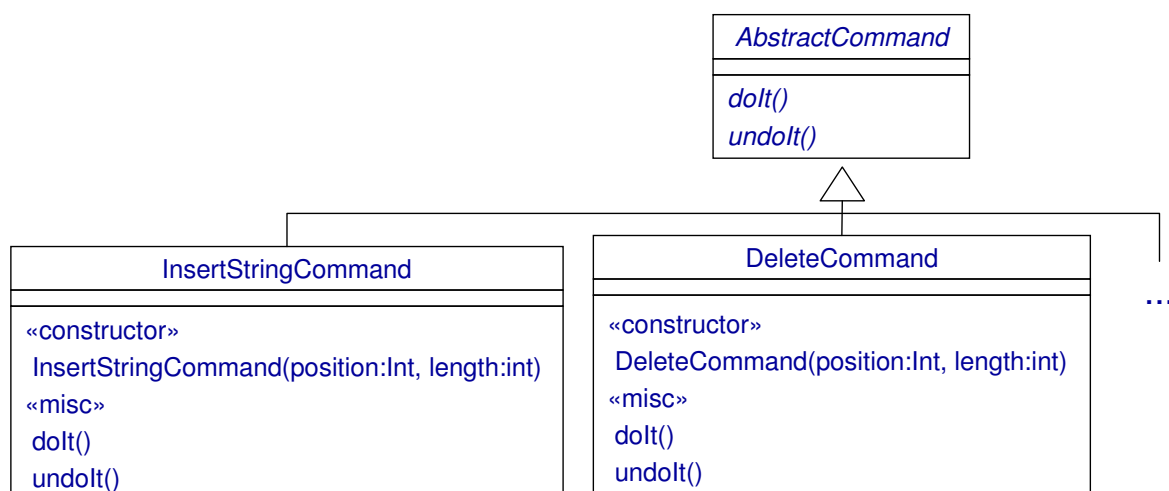 AbstractCommand
doIt()
undoIt()
InsertStringCommand
«constructor»
InsertStringCommand(position:Int, length:int)
«misc»
doIt()
undoIt()
DeleteCommand
«constructor»
DeleteCommand(position:Int, length:int)
«misc»
doIt()
undoIt()
...